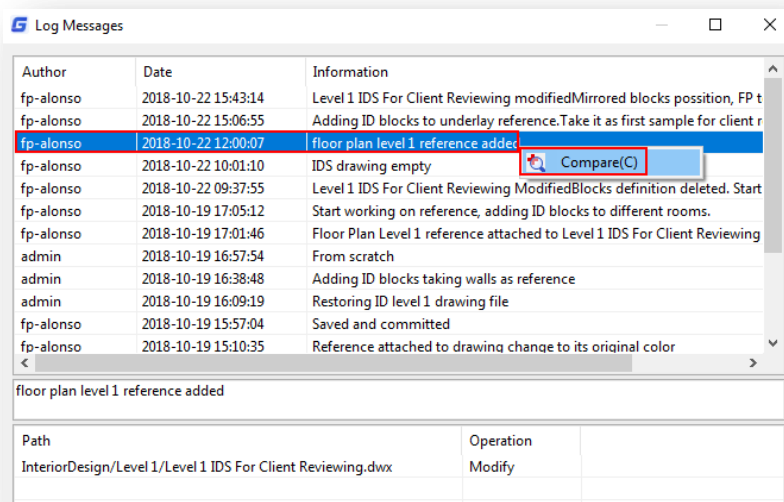 Log Messages
Author Date Information
fp-alonso 2018-10-22 15:43:14 Level 1 IDS For Client Reviewing modifiedMirrored blocks possition, FP t
fp-alonso 2018-10-22 15:06:55 Adding ID blocks to underlay reference.Take it as first sample for client r
fp-alonso 2018-10-22 12:00:07 floor plan level 1 reference added
Compare(C)
fp-alonso 2018-10-22 10:01:10 IDS drawing empty
fp-alonso 2018-10-22 09:37:55 Level 1 IDS For Client Reviewing ModifiedBlocks definition deleted. Start
fp-alonso 2018-10-19 17:05:12 Start working on reference, adding ID blocks to different rooms.
fp-alonso 2018-10-19 17:01:46 Floor Plan Level 1 reference attached to Level 1 IDS For Client Reviewing
admin 2018-10-19 16:57:54 From scratch
admin 2018-10-19 16:38:48 Adding ID blocks taking walls as reference
admin 2018-10-19 16:09:19 Restoring ID level 1 drawing file
fp-alonso 2018-10-19 15:57:04 Saved and committed
fp-alonso 2018-10-19 15:10:35 Reference attached to drawing change to its original color
floor plan level 1 reference added
Path Operation
InteriorDesign/Level 1/Level 1 IDS For Client Reviewing.dwx Modify